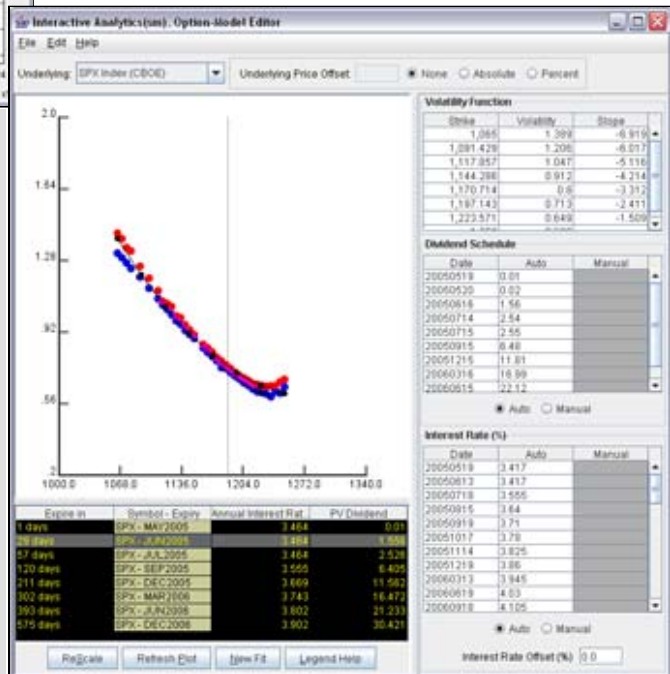 Interactive Analytics(sm). Option-Model Editor
File Edit Help
Underlying: SPX Index (CBOE) Underlying Price Offset: None Absolute Percent
2.0
1.64
1.28
.92
.56
.2
1000.0 1068.0 1136.0 1204.0 1272.0 1340.0
Expire in Symbol - Expiry Annual Interest Rat... PV Dividend
1 days SPX - MAY2005 3.464 0.01
29 days SPX - JUN2005 3.464 1.558
57 days SPX - JUL2005 3.464 2.528
120 days SPX - SEP2005 3.555 6.405
211 days SPX - DEC2005 3.669 11.582
302 days SPX - MAR2006 3.743 16.472
393 days SPX - JUN2006 3.802 21.233
575 days SPX - DEC2006 3.902 30.421
ReScale Refresh Plot New Fit Legend Help
Volatility Function
Strike Volatility Slope
1,065 1.389 -6.919
1,091.429 1.206 -6.017
1,117.857 1.047 -5.116
1,144.286 0.912 -4.214
1,170.714 0.8 -3.312
1,197.143 0.713 -2.411
1,223.571 0.649 -1.509
Dividend Schedule
Date Auto Manual
20050519 0.01
20050520 0.02
20050616 1.56
20050714 2.54
20050715 2.55
20050915 6.48
20051215 11.81
20060316 16.99
20060615 22.12
Auto Manual
Interest Rate (%)
Date Auto Manual
20050519 3.417
20050613 3.417
20050718 3.555
20050815 3.64
20050919 3.71
20051017 3.78
20051114 3.825
20051219 3.86
20060313 3.945
20060619 4.03
20060918 4.105
Auto Manual
Interest Rate Offset (%) 0.0